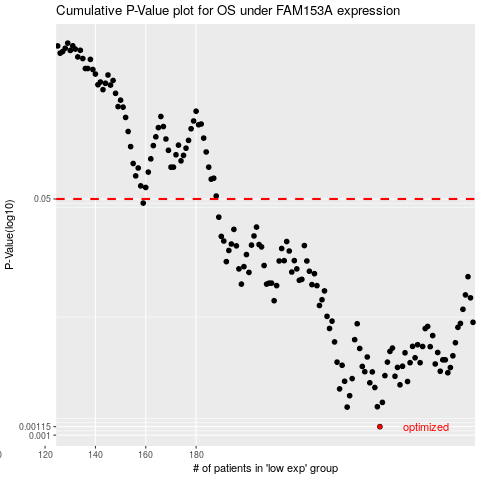 Cumulative P-Value plot for OS under FAM153A expression
P-Value(log10)
0.05
0.00115
0.001
optimized
0 120 140 160 180
# of patients in 'low exp' group